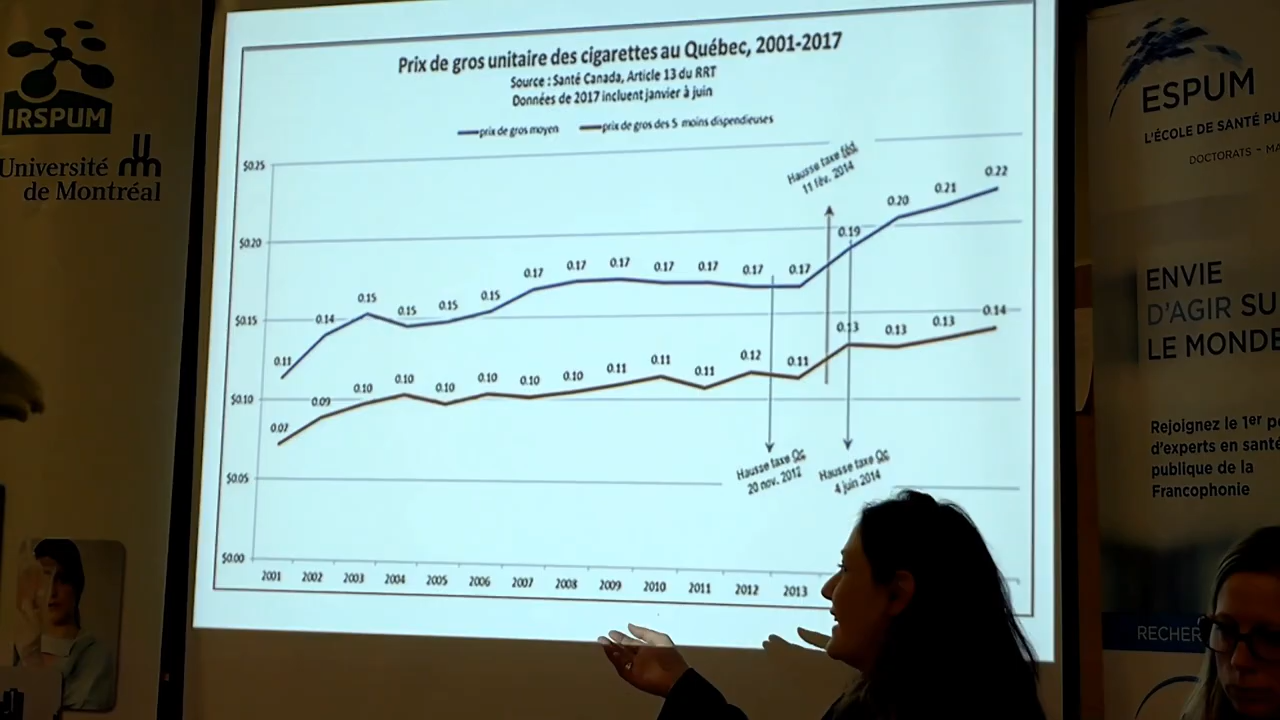 IRSPUM
Université
de Montréal
Prix de gros unitaire des cigarettes au Québec, 2001-2017
Source : Santé Canada, Article 13 du RRT
Données de 2017 incluent janvier à juin
prix de gros moyen prix de gros des 5 moins dispendieuses
$0.25
$0.20
$0.15
$0.10
$0.05
$0.00
0.11 0.14 0.15 0.15 0.15 0.15 0.17 0.17 0.17 0.17 0.17 0.17 0.17 0.19 0.20 0.21 0.22
0.07 0.09 0.10 0.10 0.10 0.10 0.10 0.10 0.11 0.11 0.11 0.12 0.11 0.13 0.13 0.13 0.14
Hausse taxe féd.
11 fév. 2014
Hausse taxe Qc
20 nov. 2012
Hausse taxe Qc
4 juin 2014
2001 2002 2003 2004 2005 2006 2007 2008 2009 2010 2011 2012 2013
ESPUM
L'ÉCOLE DE SANTÉ PU
DOCTORATS - MA
ENVIE
D'AGIR SU
LE MONDE
Rejoignez le 1er p
d'experts en santé
publique de la
Francophonie
RECHER